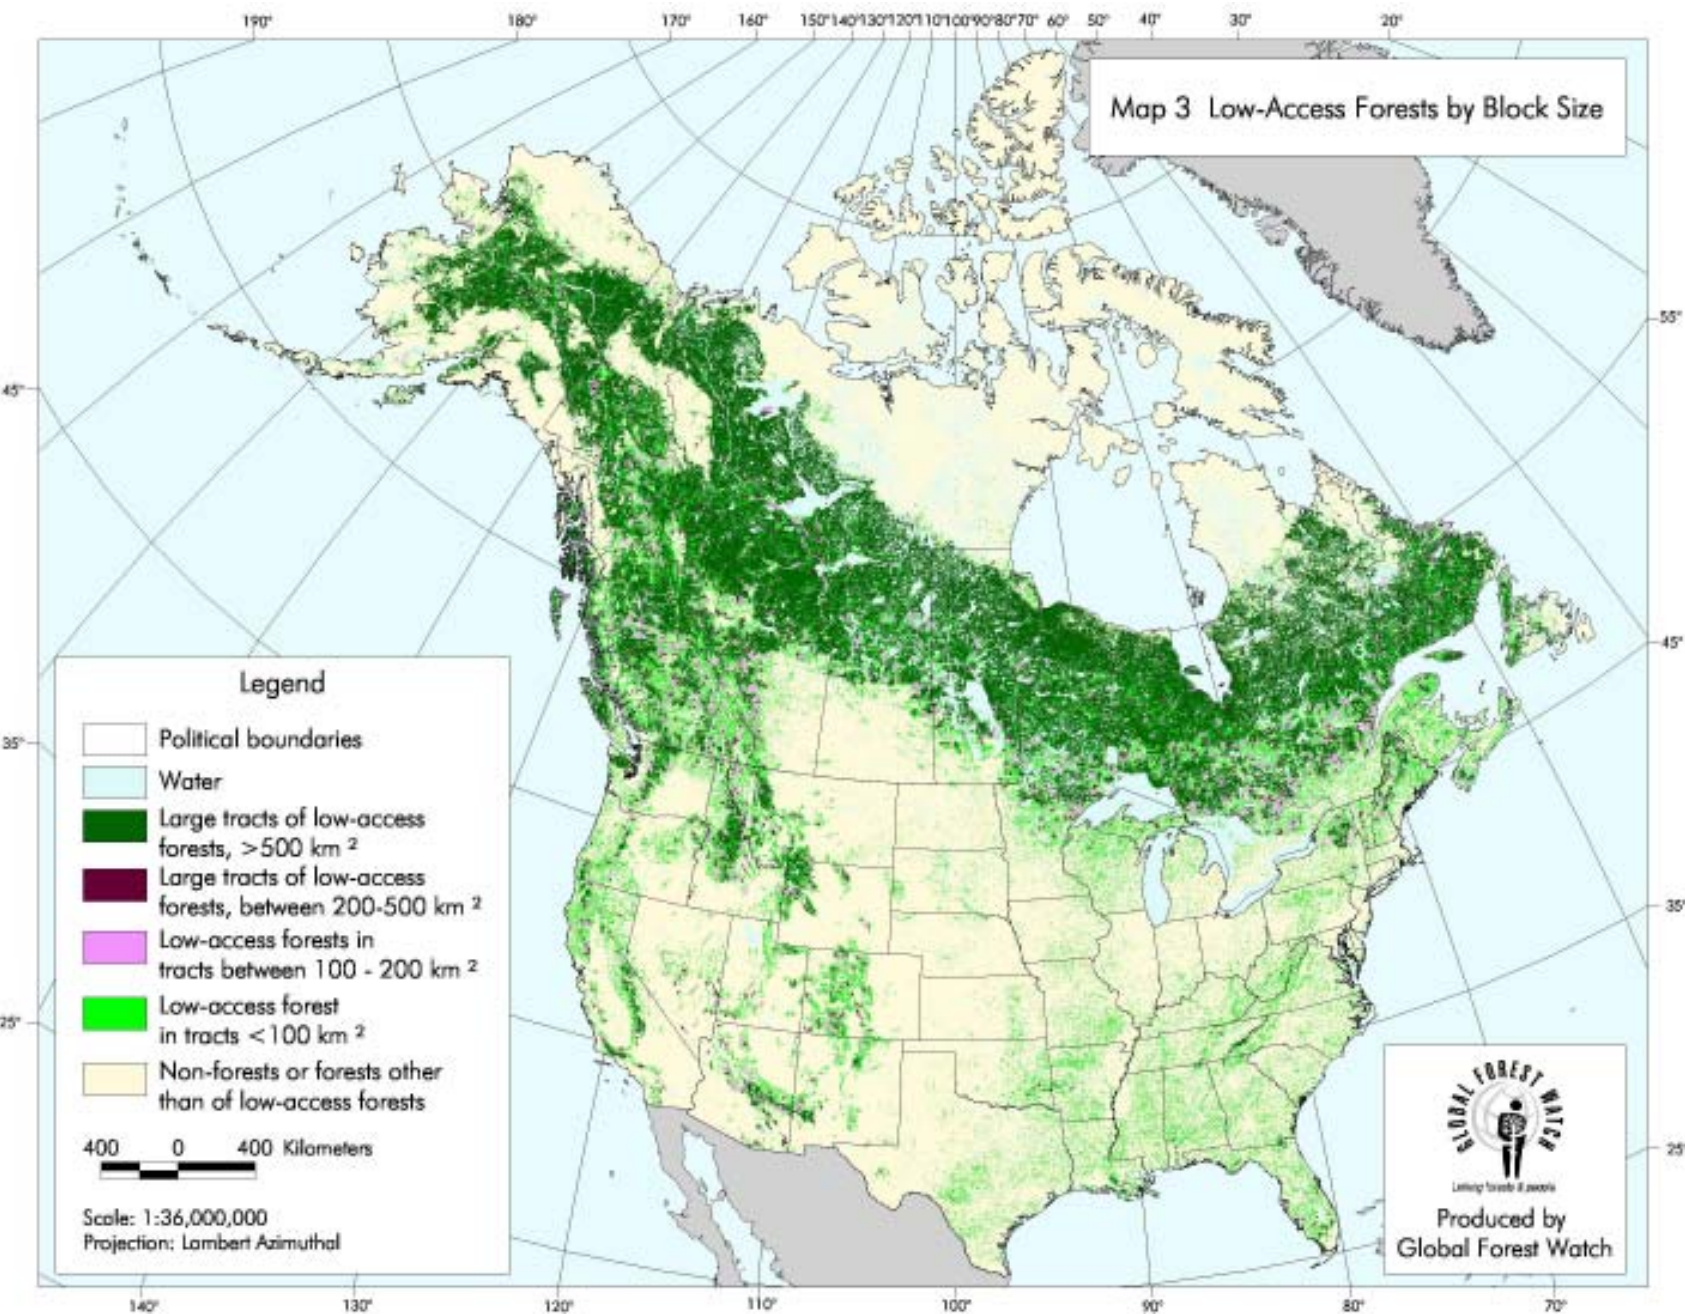 190° 180° 170° 160° 150°140°130°120°110°100°90°80°70° 60° 50° 40° 30° 20°
Map 3 Low-Access Forests by Block Size
55°
45°
45°
35°
35°
25°
25°
Legend
Political boundaries
Water
Large tracts of low-access
forests, >500 km ²
Large tracts of low-access
forests, between 200-500 km ²
Low-access forests in
tracts between 100 - 200 km ²
Low-access forest
in tracts <100 km ²
Non-forests or forests other
than of low-access forests
400 0 400 Kilometers
Scale: 1:36,000,000
Projection: Lambert Azimuthal
GLOBAL FOREST WATCH
Linking forests & people
Produced by
Global Forest Watch
140° 130° 120° 110° 100° 90° 80° 70°